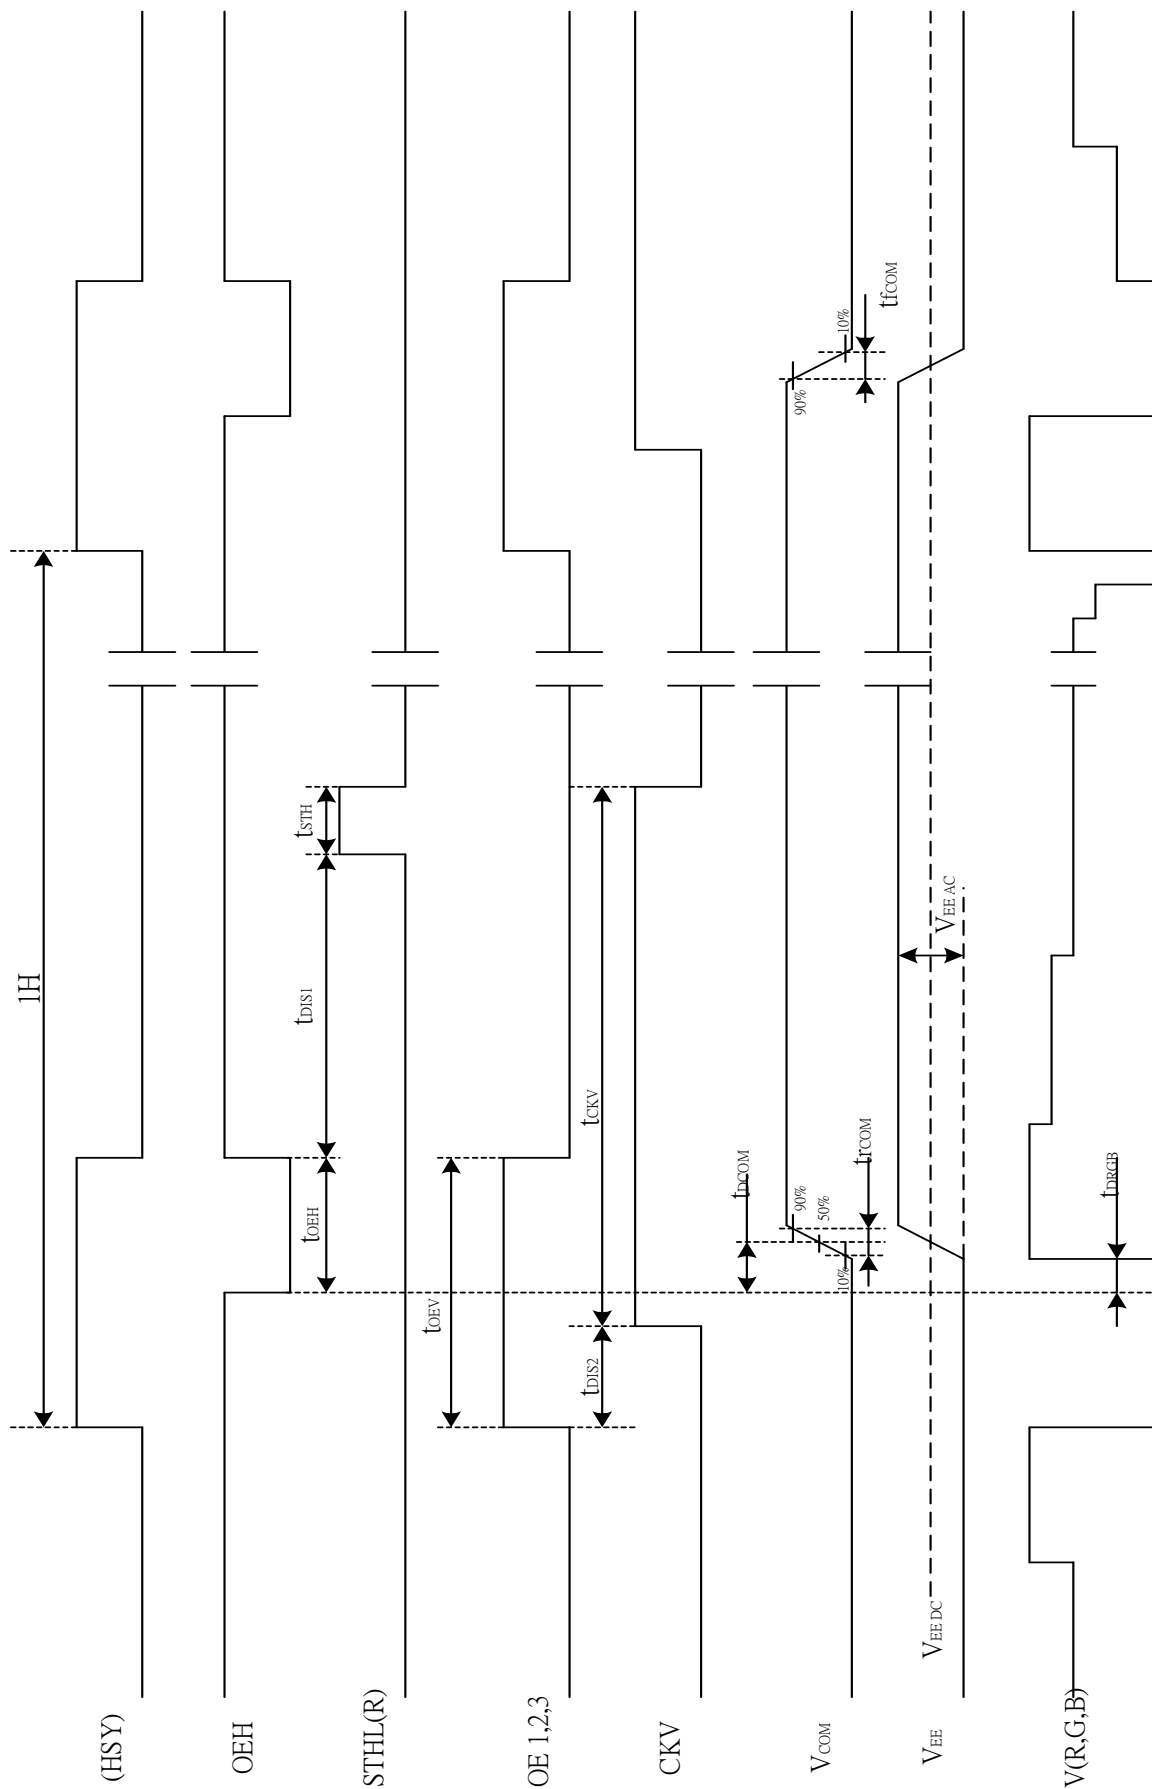 1H
(HSY)
tOEH
tDIS1
tSTH
OEH
STHL(R)
tOEV
OE 1,2,3
tDIS2
tCKV
CKV
tDCOM
90%
50%
10%
trCOM
90%
10%
tfCOM
VCOM
VEE DC
VEE AC
VEE
tDRGB
V(R,G,B)